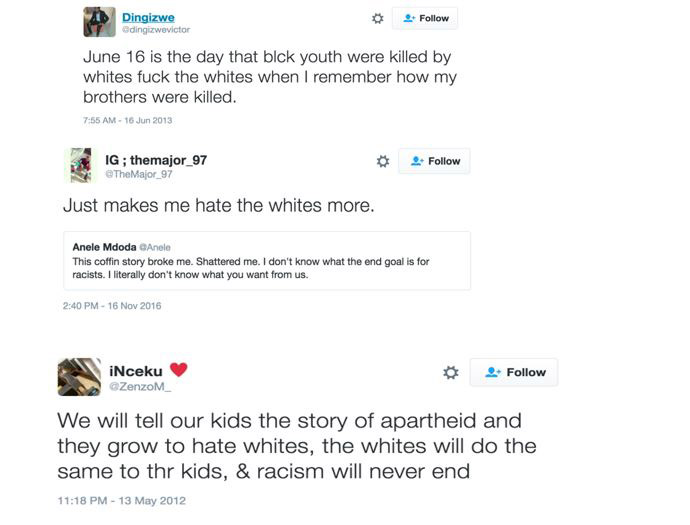 Dingizwe
@dingizwevictor
Follow
June 16 is the day that blck youth were killed by
whites fuck the whites when I remember how my
brothers were killed.
7:55 AM - 16 Jun 2013
IG ; themajor_97
@TheMajor_97
Follow
Just makes me hate the whites more.
Anele Mdoda @Anele
This coffin story broke me. Shattered me. I don't know what the end goal is for
racists. I literally don't know what you want from us.
2:40 PM - 16 Nov 2016
iNceku ❤️
@ZenzoM_
Follow
We will tell our kids the story of apartheid and
they grow to hate whites, the whites will do the
same to thr kids, & racism will never end
11:18 PM - 13 May 2012